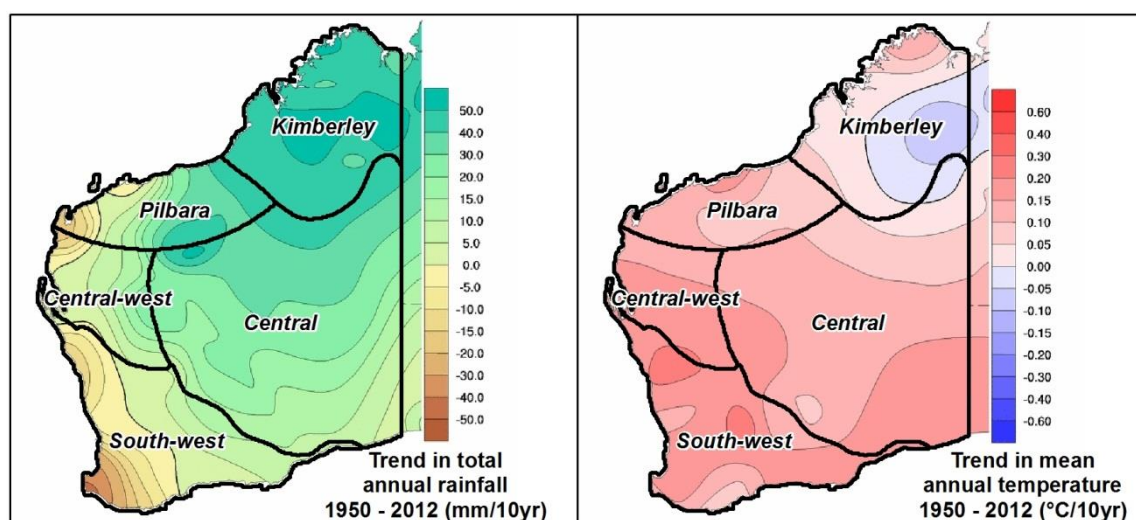 Kimberley
Pilbara
Central-west
Central
South-west
Trend in total
annual rainfall
1950 - 2012 (mm/10yr)
50.0
40.0
30.0
20.0
15.0
10.0
5.0
0.0
-5.0
-10.0
-15.0
-20.0
-30.0
-40.0
-50.0
Kimberley
Pilbara
Central-west
Central
South-west
Trend in mean
annual temperature
1950 - 2012 (°C/10yr)
0.60
0.40
0.30
0.20
0.15
0.10
0.05
0.00
-0.05
-0.10
-0.15
-0.20
-0.30
-0.40
-0.60